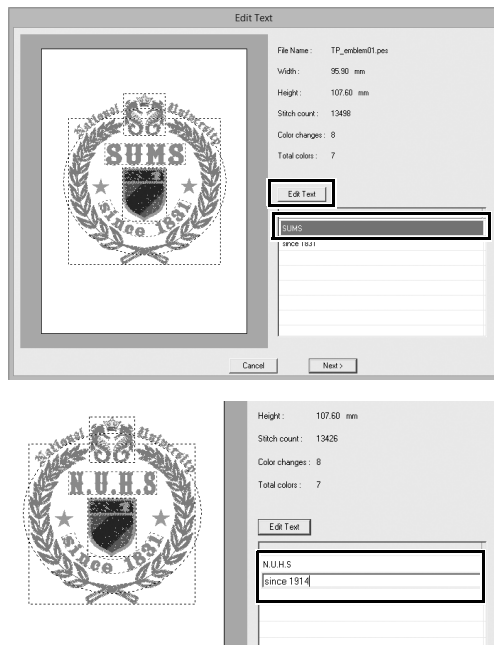 Edit Text
File Name : TP_emblem01.pes
Width : 95.90 mm
Height : 107.60 mm
Stitch count : 13498
Color changes : 8
Total colors : 7
Edit Text
SUMS
since 1831
National University
SUMS
since 1831
Cancel
Next >
Height : 107.60 mm
Stitch count : 13426
Color changes : 8
Total colors : 7
Edit Text
N.U.H.S
since 1914
National University
N.U.H.S
since 1831